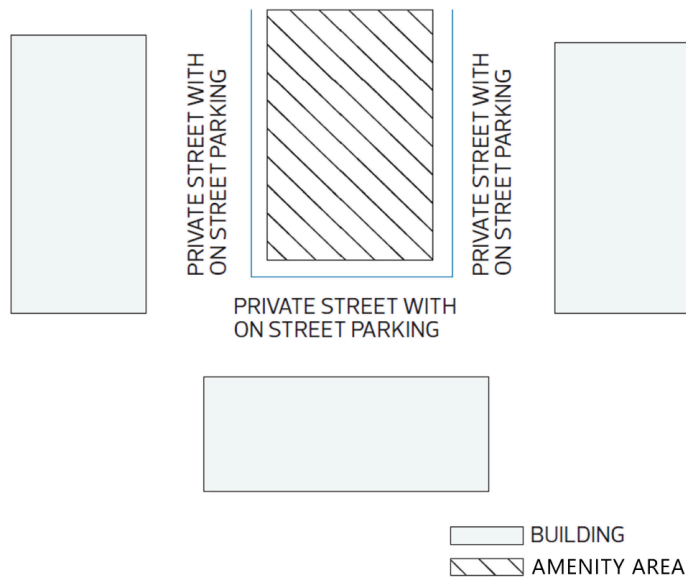 PRIVATE STREET WITH
ON STREET PARKING
PRIVATE STREET WITH
ON STREET PARKING
PRIVATE STREET WITH
ON STREET PARKING
BUILDING
AMENITY AREA